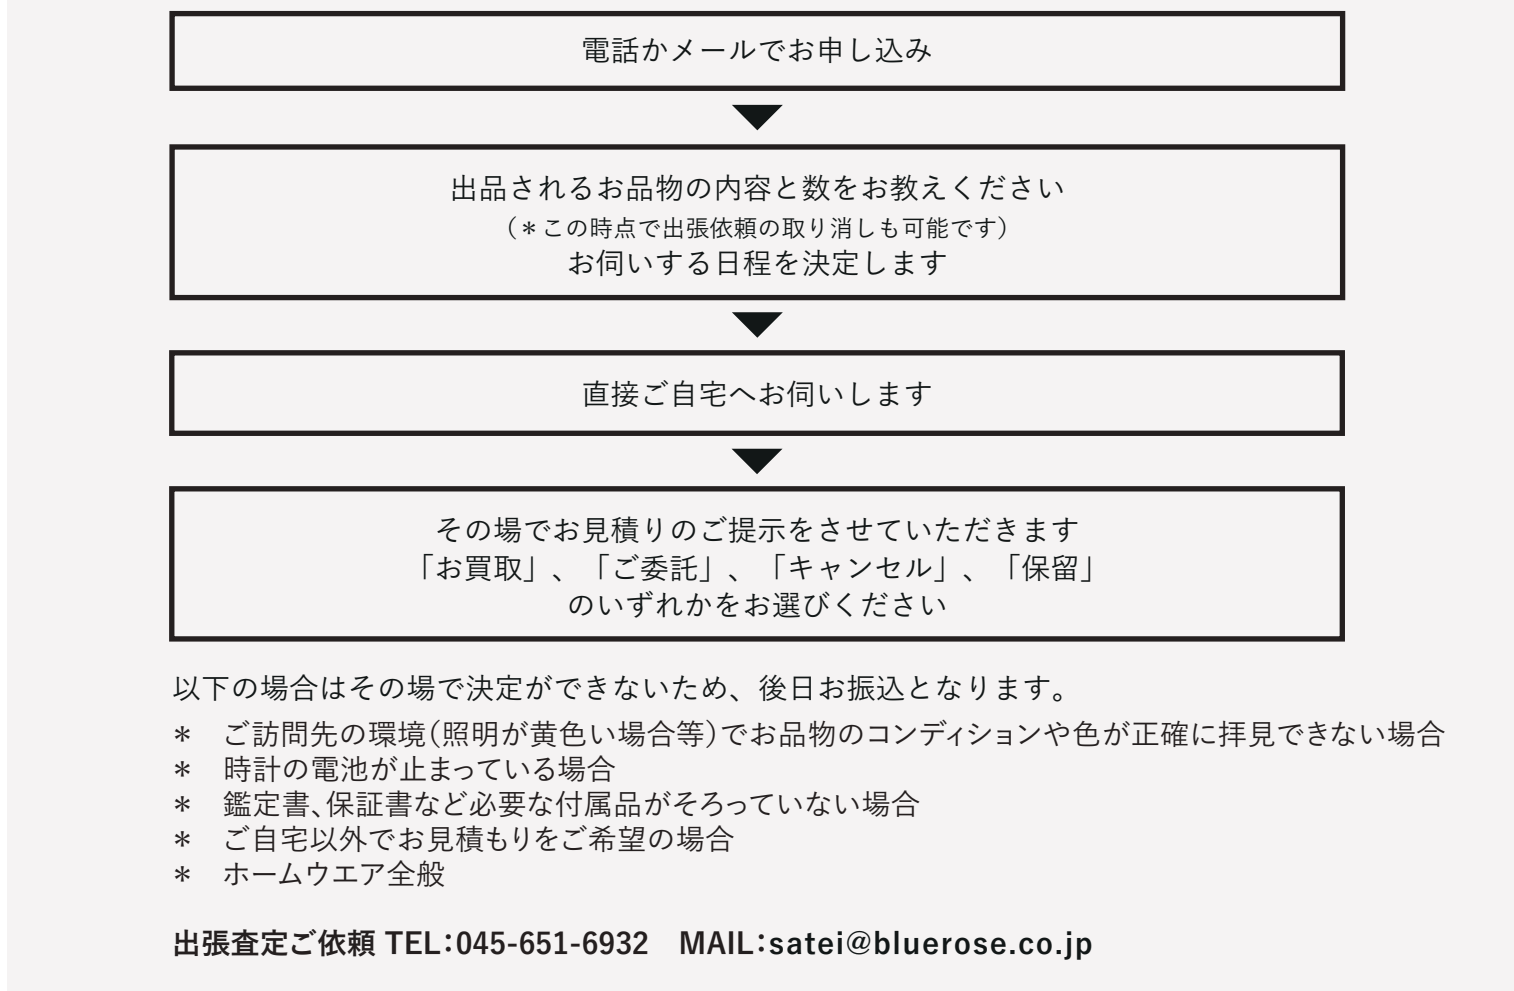 電話かメールでお申し込み
出品されるお品物の内容と数をお教えください
(＊この時点で出張依頼の取り消しも可能です)
お伺いする日程を決定します
直接ご自宅へお伺いします
その場でお見積りのご提示をさせていただきます
「お買取」、「ご委託」、「キャンセル」、「保留」
のいずれかをお選びください
以下の場合はその場で決定ができないため、後日お振込となります。
＊　ご訪問先の環境(照明が黄色い場合等)でお品物のコンディションや色が正確に拝見できない場合
＊　時計の電池が止まっている場合
＊　鑑定書、保証書など必要な付属品がそろっていない場合
＊　ご自宅以外でお見積もりをご希望の場合
＊　ホームウエア全般
出張査定ご依頼 TEL：045-651-6932　MAIL：satei@bluerose.co.jp